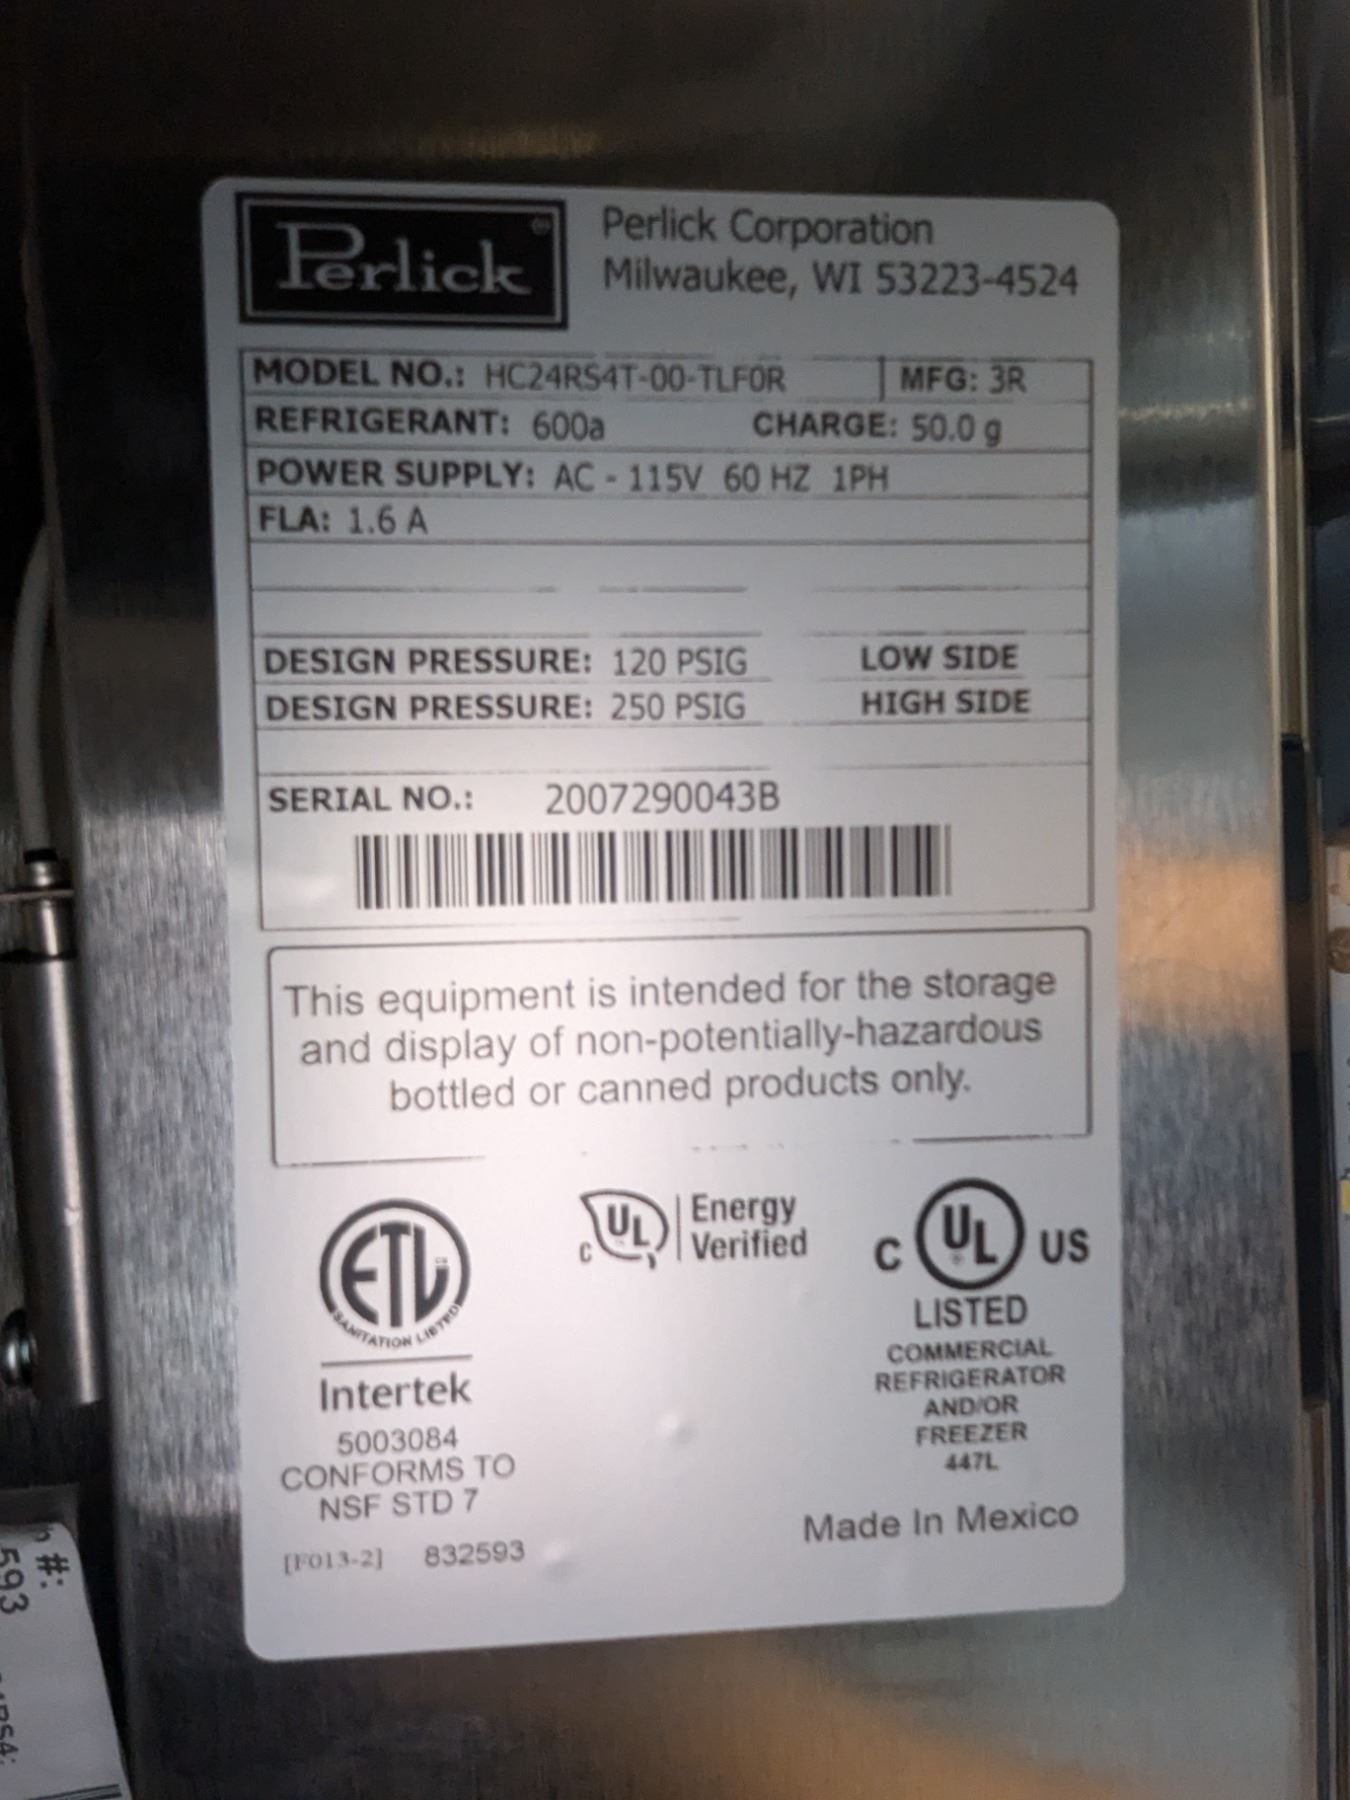 Perlick®
Perlick Corporation
Milwaukee, WI 53223-4524
MODEL NO.: HC24RS4T-00-TLF0R MFG: 3R
REFRIGERANT: 600a CHARGE: 50.0 g
POWER SUPPLY: AC - 115V 60 HZ 1PH
FLA: 1.6 A
DESIGN PRESSURE: 120 PSIG LOW SIDE
DESIGN PRESSURE: 250 PSIG HIGH SIDE
SERIAL NO.: 2007290043B
This equipment is intended for the storage
and display of non-potentially-hazardous
bottled or canned products only.
ETL
SANITATION LISTED
Intertek
5003084
CONFORMS TO
NSF STD 7
[F013-2] 832593
C UL Energy
Verified
C UL US
LISTED
COMMERCIAL
REFRIGERATOR
AND/OR
FREEZER
447L
Made In Mexico
#:
593